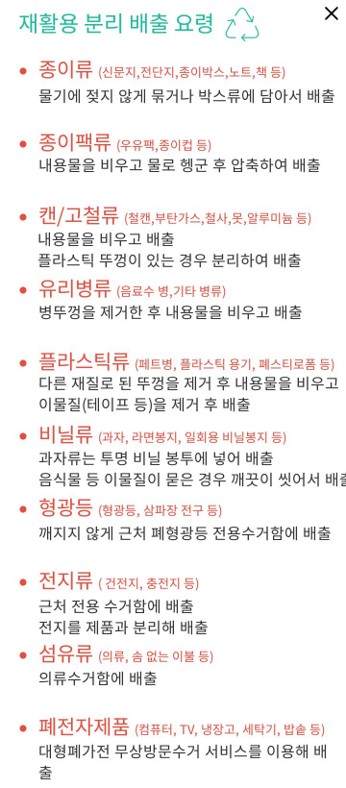 재활용 분리 배출 요령
종이류 (신문지,전단지,종이박스,노트,책 등)
물기에 젖지 않게 묶거나 박스류에 담아서 배출
종이팩류 (우유팩,종이컵 등)
내용물을 비우고 물로 헹군 후 압축하여 배출
캔/고철류 (철캔,부탄가스,철사,못,알루미늄 등)
내용물을 비우고 배출
플라스틱 뚜껑이 있는 경우 분리하여 배출
유리병류 (음료수 병,기타 병류)
병뚜껑을 제거한 후 내용물을 비우고 배출
플라스틱류 (페트병, 플라스틱 용기, 폐스티로폼 등)
다른 재질로 된 뚜껑을 제거 후 내용물을 비우고
이물질(테이프 등)을 제거 후 배출
비닐류 (과자, 라면봉지, 일회용 비닐봉지 등)
과자류는 투명 비닐 봉투에 넣어 배출
음식물 등 이물질이 묻은 경우 깨끗이 씻어서 배출
형광등 (형광등, 삼파장 전구 등)
깨지지 않게 근처 폐형광등 전용수거함에 배출
전지류 ( 건전지, 충전지 등)
근처 전용 수거함에 배출
전지를 제품과 분리해 배출
섬유류 (의류, 솜 없는 이불 등)
의류수거함에 배출
폐전자제품 (컴퓨터, TV, 냉장고, 세탁기, 밥솥 등)
대형폐가전 무상방문수거 서비스를 이용해 배
출